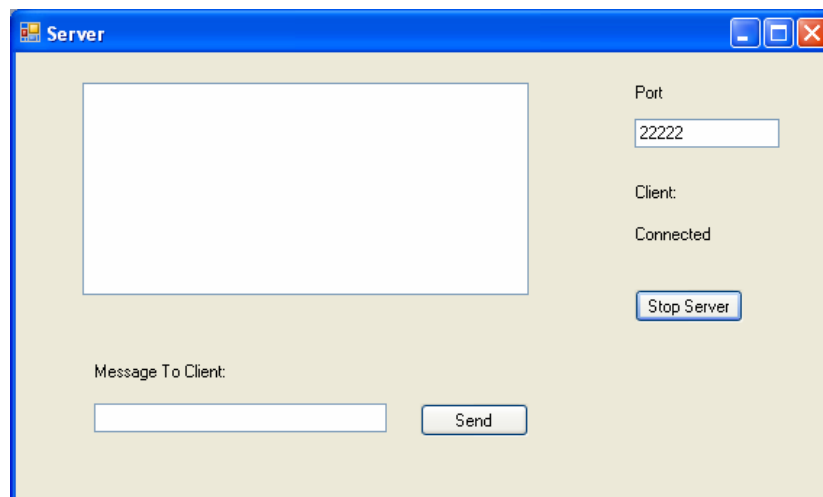 Server
Port
22222
Client:
Connected
Stop Server
Message To Client:
Send